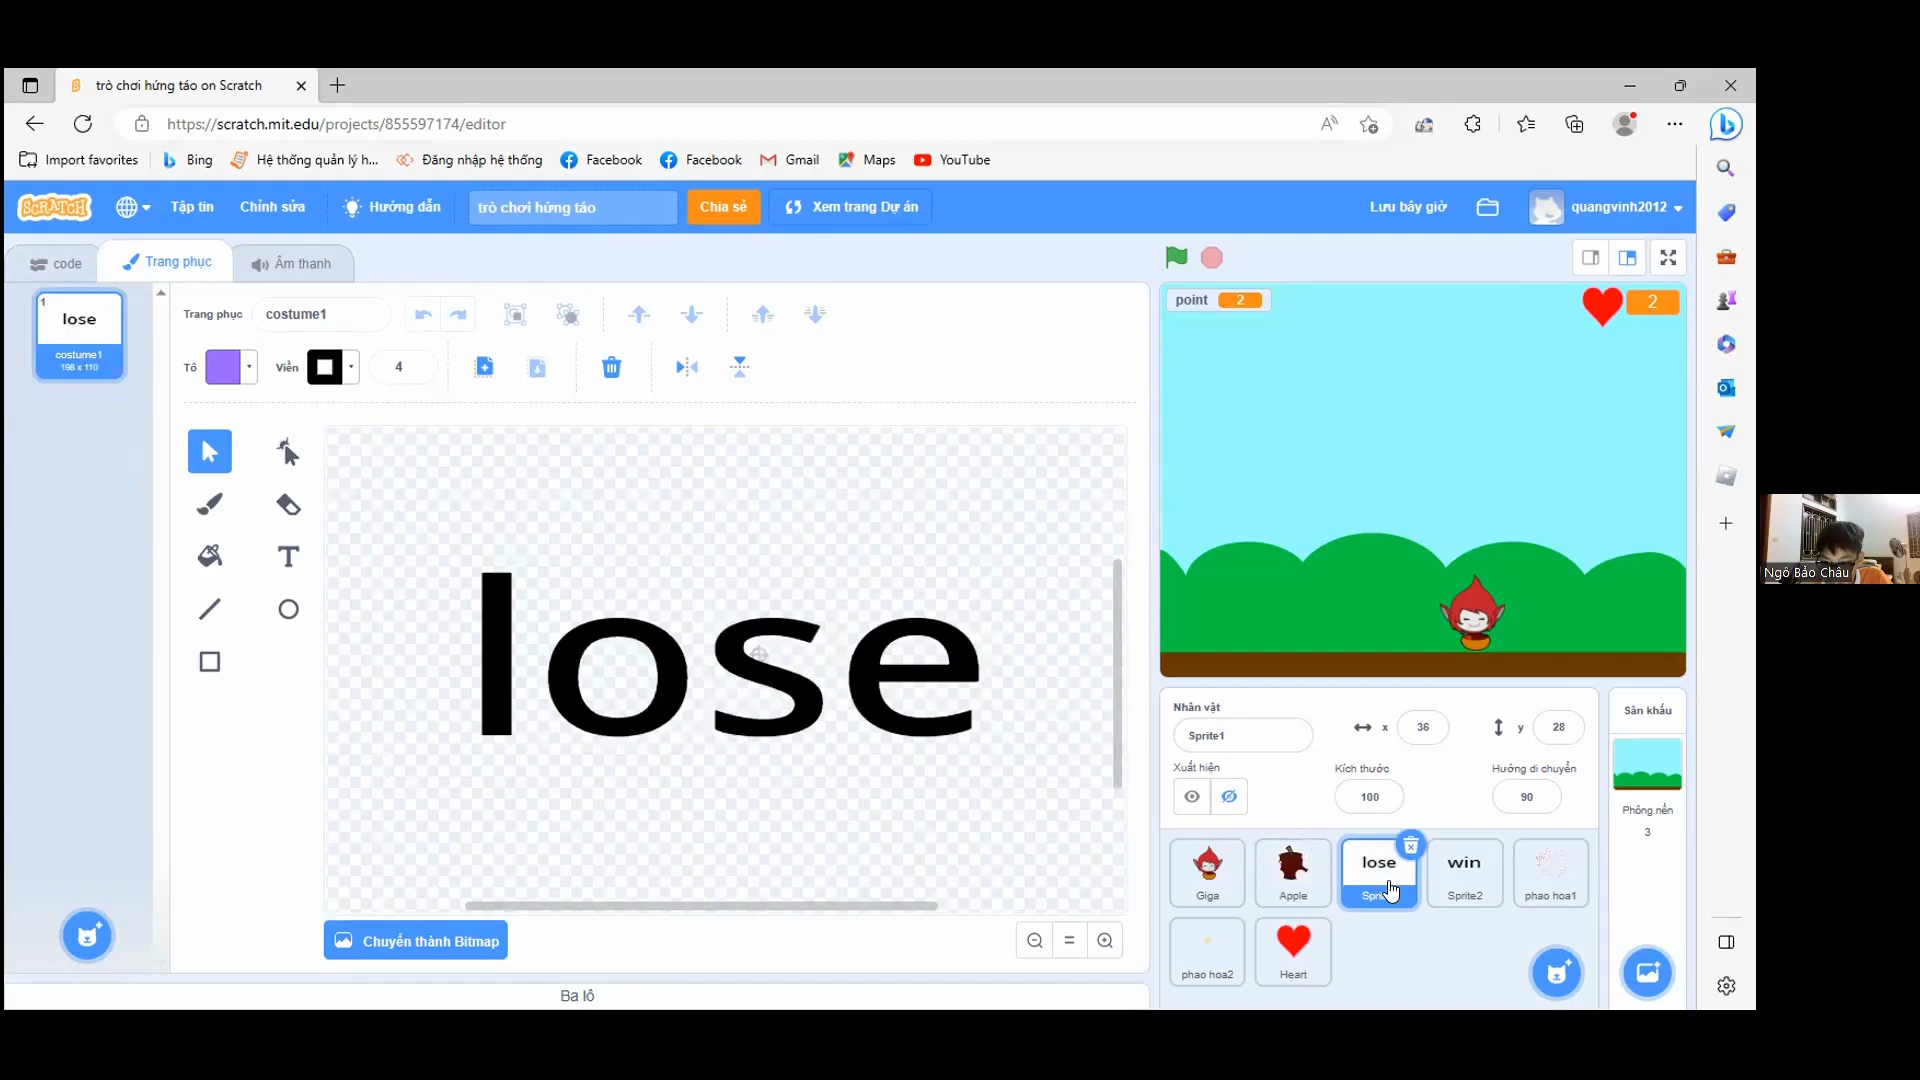 trò chơi hứng táo on Scratch
https://scratch.mit.edu/projects/855597174/editor
Import favorites
Bing
Hệ thống quản lý h...
Đăng nhập hệ thống
Facebook
Facebook
Gmail
Maps
YouTube
SCRATCH
Tập tin
Chỉnh sửa
Hướng dẫn
trò chơi hứng táo
Chia sẻ
Xem trang Dự án
Lưu bây giờ
quangvinh2012
code
Trang phục
Âm thanh
1
lose
costume1
198 x 110
Trang phục
costume1
Tô
Viền
4
lose
Chuyển thành Bitmap
Ba lô
point 2
2
Nhân vật
Sprite1
x 36
y 28
Xuất hiện
Kích thước
100
Hướng di chuyển
90
Giga
Apple
lose
win
Sprite2
phao hoa1
phao hoa2
Heart
Sân khấu
Phông nền
3
Ngô Bảo Châu